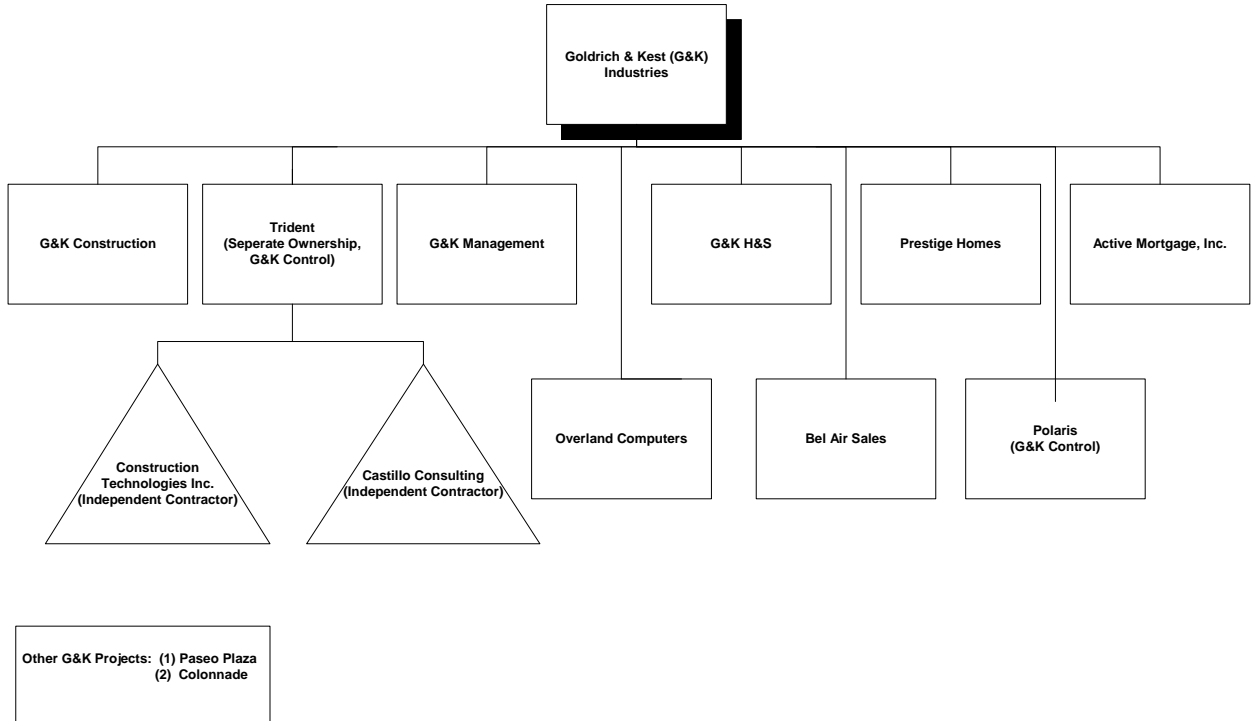 Goldrich & Kest (G&K)
Industries
G&K Construction
Trident
(Seperate Ownership,
G&K Control)
G&K Management
G&K H&S
Prestige Homes
Active Mortgage, Inc.
Construction
Technologies Inc.
(Independent Contractor)
Castillo Consulting
(Independent Contractor)
Overland Computers
Bel Air Sales
Polaris
(G&K Control)
Other G&K Projects: (1) Paseo Plaza
(2) Colonnade